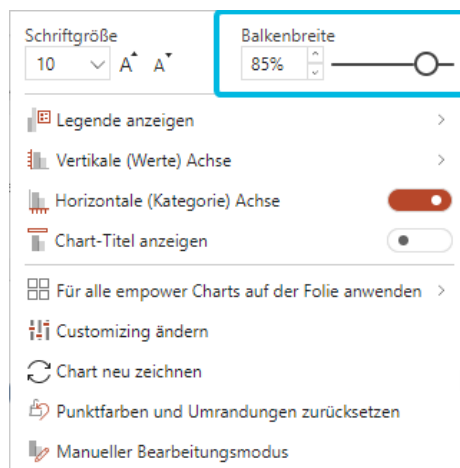 Schriftgröße
Balkenbreite
10 A A
85%
Legende anzeigen
Vertikale (Werte) Achse
Horizontale (Kategorie) Achse
Chart-Titel anzeigen
Für alle empower Charts auf der Folie anwenden
Customizing ändern
Chart neu zeichnen
Punktfarben und Umrandungen zurücksetzen
Manueller Bearbeitungsmodus